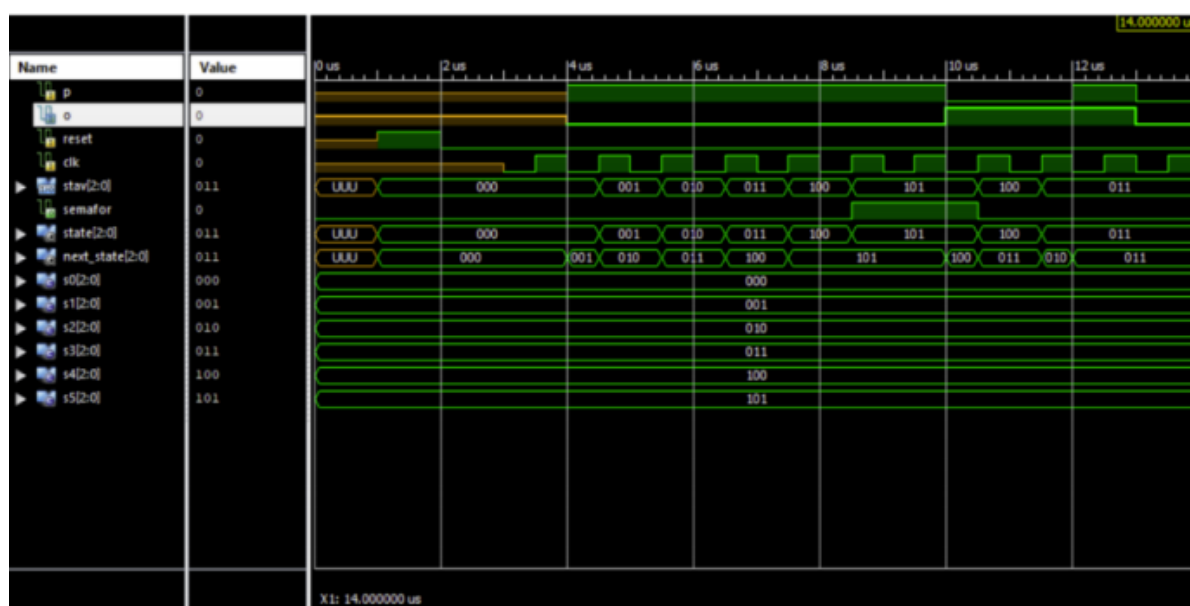 14.000000 u
Name Value
0 us 2 us 4 us 6 us 8 us 10 us 12 us
p 0
o 0
reset 0
clk 0
stav[2:0] 011 UUU 000 001 010 011 100 101 100 011
semafor 0
state[2:0] 011 UUU 000 001 010 011 100 101 100 011
next_state[2:0] 011 UUU 000 001 010 011 100 101 100 011 010 011
s0[2:0] 000 000
s1[2:0] 001 001
s2[2:0] 010 010
s3[2:0] 011 011
s4[2:0] 100 100
s5[2:0] 101 101
X1: 14.000000 us